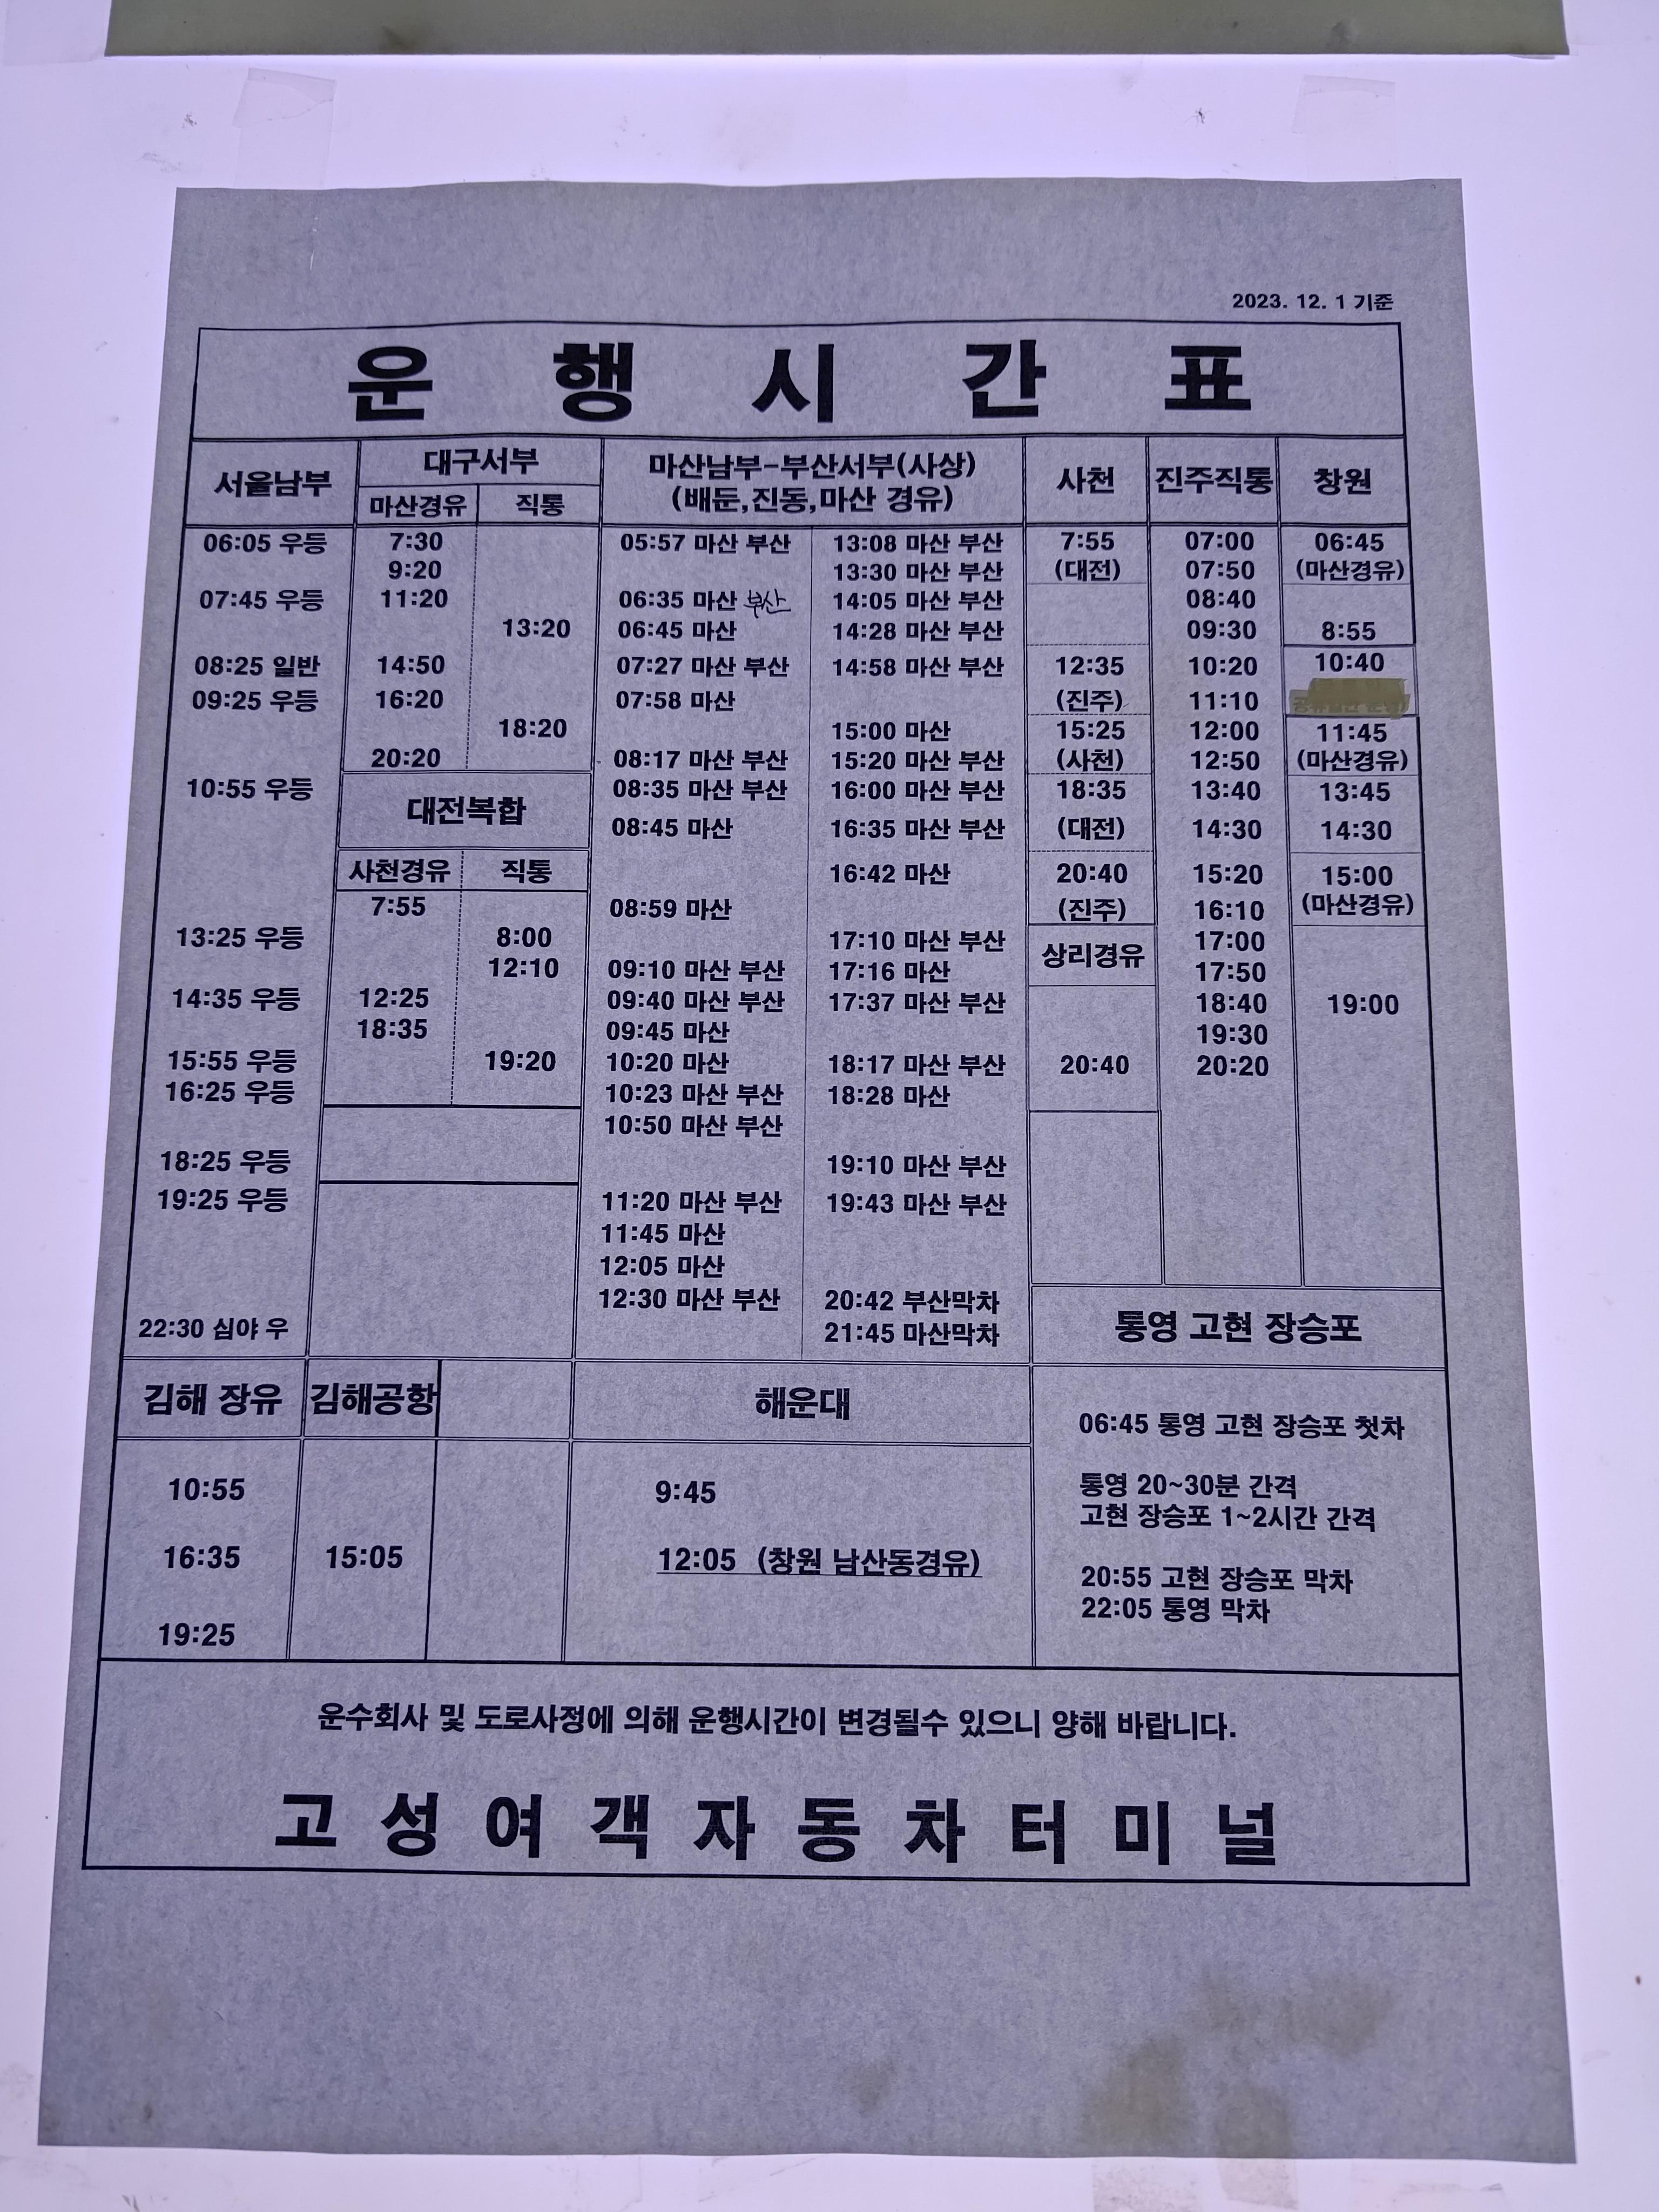 2023. 12. 1 기준
운 행 시 간 표
서울남부
대구서부
마산경유 직통
마산남부-부산서부(사상)
(배둔,진동,마산 경유)
사천
진주직통
창원
06:05 우등
07:45 우등
08:25 일반
09:25 우등
10:55 우등
13:25 우등
14:35 우등
15:55 우등
16:25 우등
18:25 우등
19:25 우등
22:30 심야 우
7:30
9:20
11:20
14:50
16:20
20:20
13:20
18:20
대전복합
사천경유 직통
7:55
12:25
18:35
8:00
12:10
19:20
05:57 마산 부산
06:35 마산 부산
06:45 마산
07:27 마산 부산
07:58 마산
08:17 마산 부산
08:35 마산 부산
08:45 마산
08:59 마산
09:10 마산 부산
09:40 마산 부산
09:45 마산
10:20 마산
10:23 마산 부산
10:50 마산 부산
11:20 마산 부산
11:45 마산
12:05 마산
12:30 마산 부산
13:08 마산 부산
13:30 마산 부산
14:05 마산 부산
14:28 마산 부산
14:58 마산 부산
15:00 마산
15:20 마산 부산
16:00 마산 부산
16:35 마산 부산
16:42 마산
17:10 마산 부산
17:16 마산
17:37 마산 부산
18:17 마산 부산
18:28 마산
19:10 마산 부산
19:43 마산 부산
20:42 부산막차
21:45 마산막차
7:55
(대전)
12:35
(진주)
15:25
(사천)
18:35
(대전)
20:40
(진주)
상리경유
20:40
07:00
07:50
08:40
09:30
10:20
11:10
12:00
12:50
13:40
14:30
15:20
16:10
17:00
17:50
18:40
19:30
20:20
06:45
(마산경유)
8:55
10:40
11:45
(마산경유)
13:45
14:30
15:00
(마산경유)
19:00
통영 고현 장승포
06:45 통영 고현 장승포 첫차
통영 20~30분 간격
고현 장승포 1~2시간 간격
20:55 고현 장승포 막차
22:05 통영 막차
김해 장유
10:55
16:35
19:25
김해공항
15:05
해운대
9:45
12:05 (창원 남산동경유)
운수회사 및 도로사정에 의해 운행시간이 변경될수 있으니 양해 바랍니다.
고 성 여 객 자 동 차 터 미 널